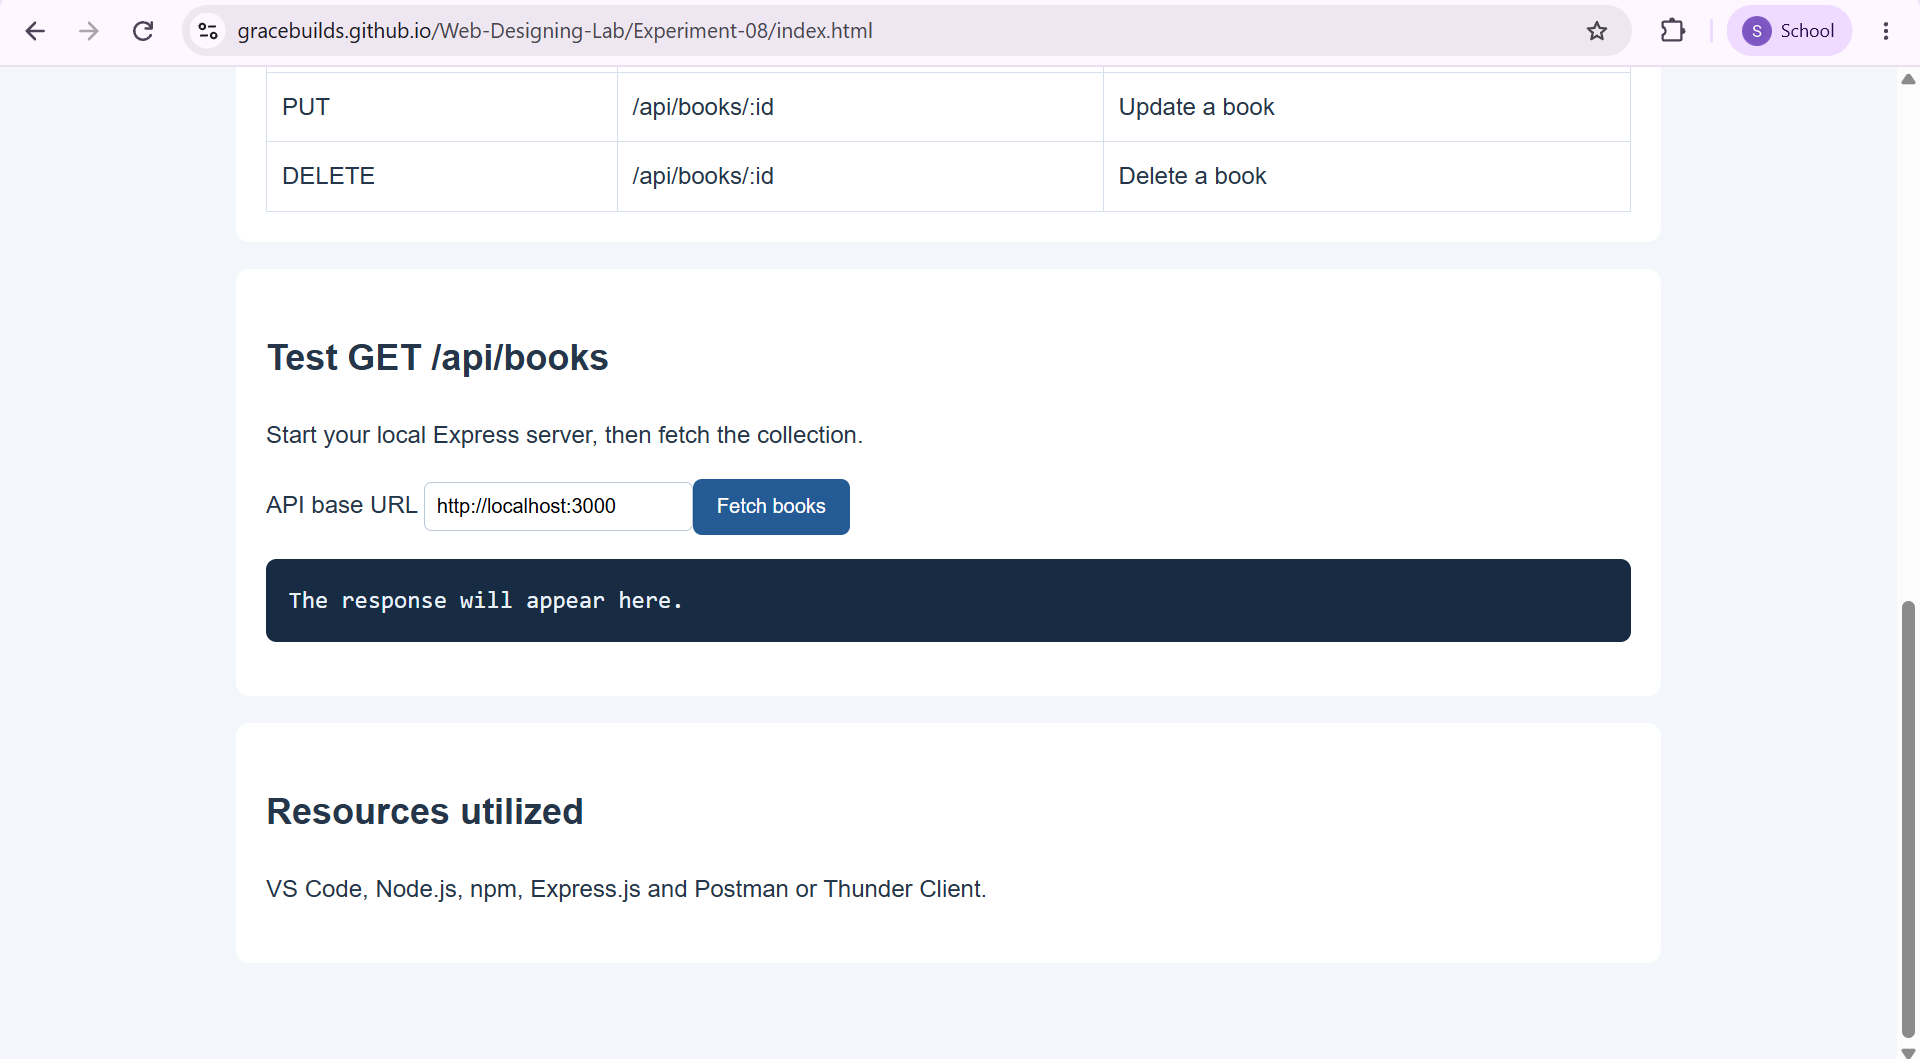 gracebuilds.github.io/Web-Designing-Lab/Experiment-08/index.html
S School
PUT /api/books/:id Update a book
DELETE /api/books/:id Delete a book
Test GET /api/books
Start your local Express server, then fetch the collection.
API base URL http://localhost:3000 Fetch books
The response will appear here.
Resources utilized
VS Code, Node.js, npm, Express.js and Postman or Thunder Client.